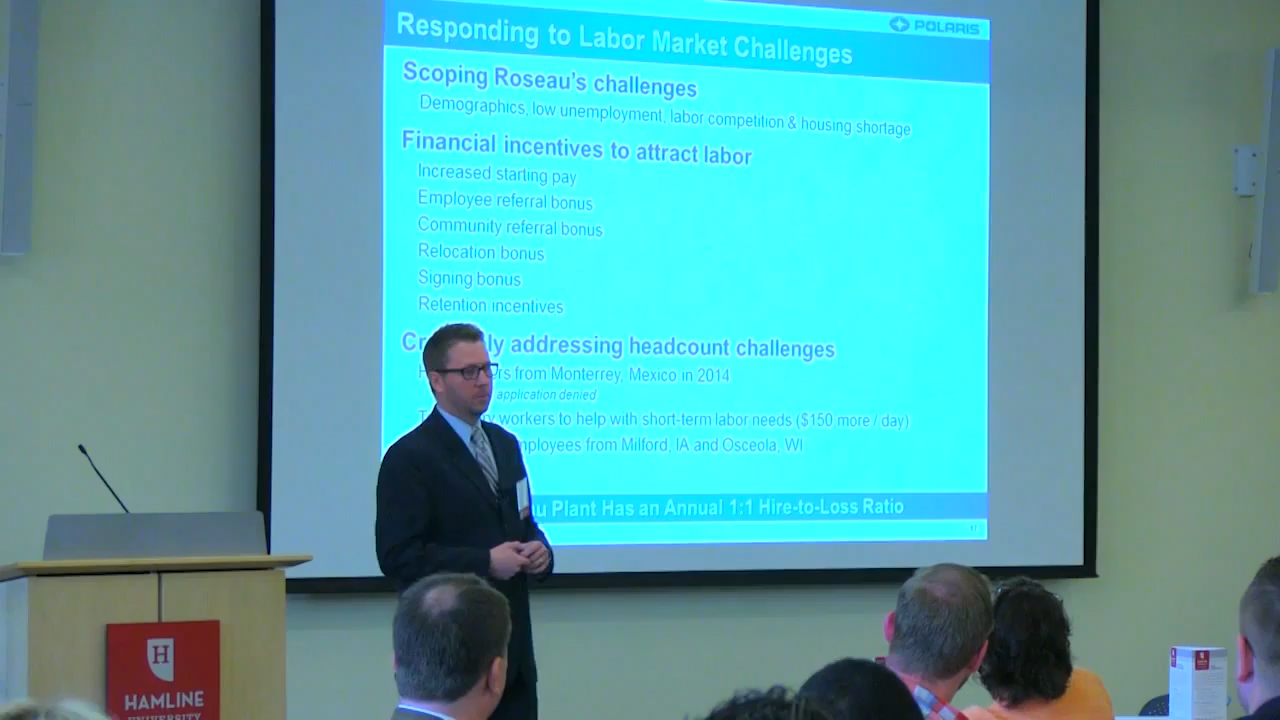 POLARIS
Responding to Labor Market Challenges
Scoping Roseau's challenges
Demographics, low unemployment, labor competition & housing shortage
Financial incentives to attract labor
Increased starting pay
Employee referral bonus
Community referral bonus
Relocation bonus
Signing bonus
Retention incentives
addressing headcount challenges
from Monterrey, Mexico in 2014
application denied
workers to help with short-term labor needs ($150 more / day)
from Milford, IA and Osceola, WI
Plant Has an Annual 1:1 Hire-to-Loss Ratio
H
HAMLINE
UNIVERSITY